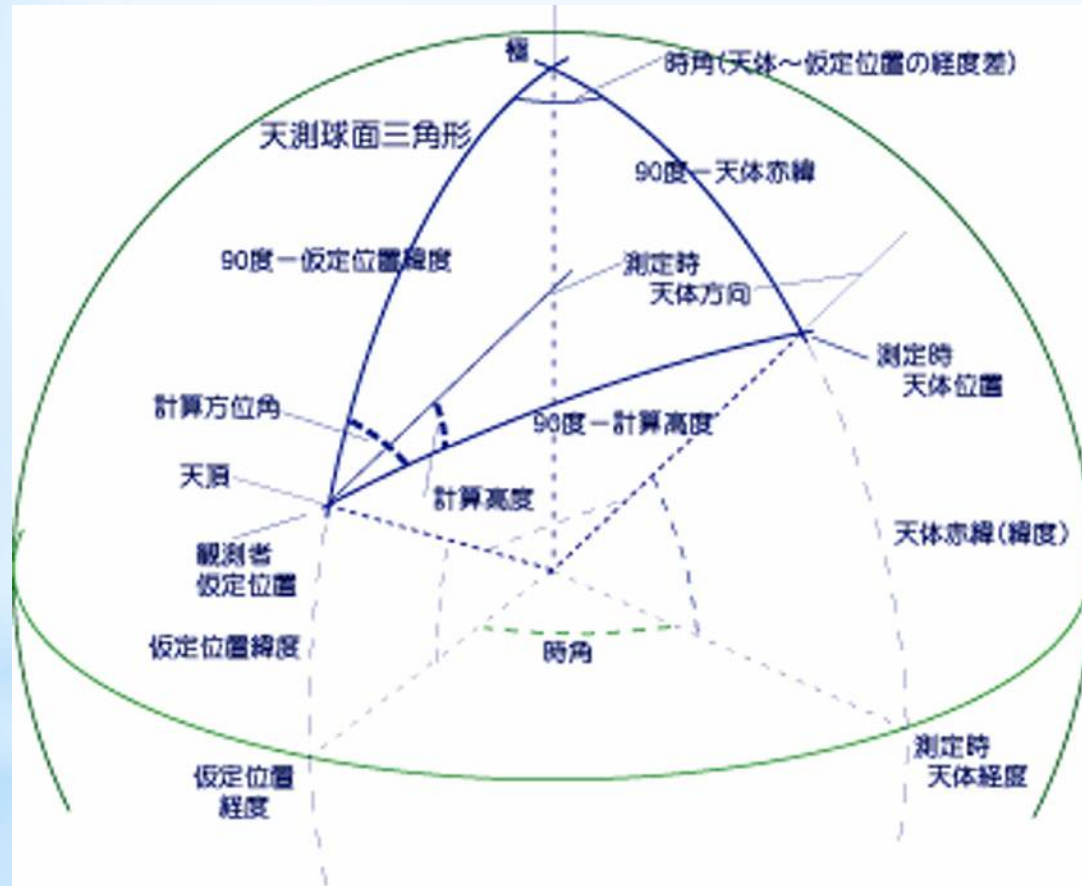 極
時角(天体～仮定位置の経度差)
天測球面三角形
90度－天体赤緯
90度－仮定位置緯度
測定時
天体方向
測定時
天体位置
計算方位角
90度－計算高度
天頂
計算高度
観測者
仮定位置
天体赤緯(緯度)
仮定位置緯度
時角
測定時
天体経度
仮定位置
経度